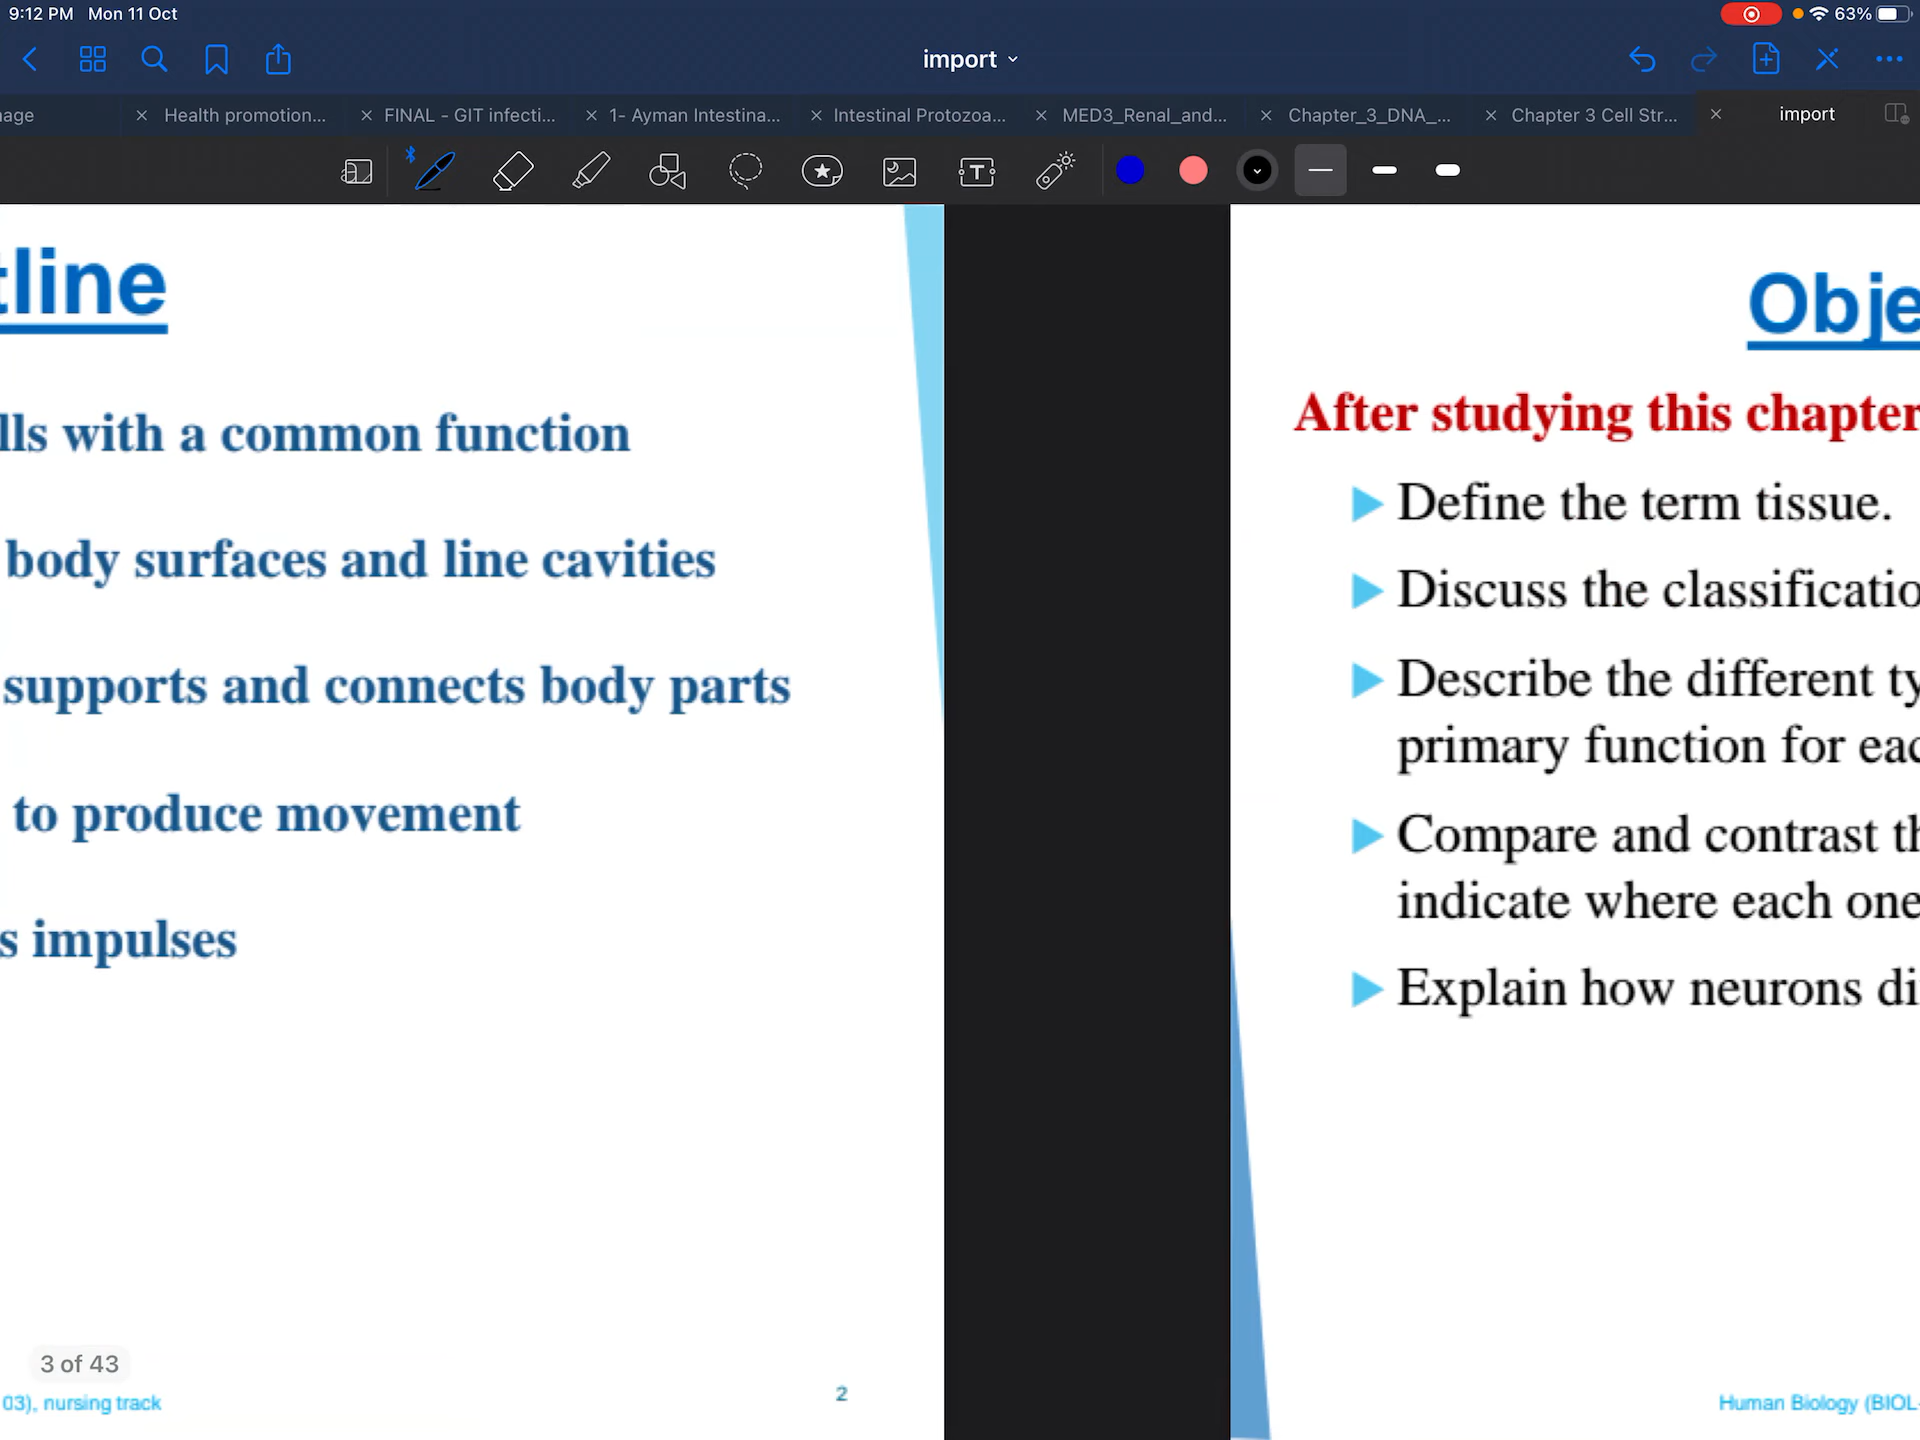 9:12 PM Mon 11 Oct
63%
import
age
Health promotion...
FINAL - GIT infecti...
1- Ayman Intestina...
Intestinal Protozoa...
MED3_Renal_and...
Chapter_3_DNA_...
Chapter 3 Cell Str...
import
tline
lls with a common function
body surfaces and line cavities
supports and connects body parts
to produce movement
s impulses
3 of 43
03), nursing track
2
Obje
After studying this chapter
Define the term tissue.
Discuss the classificatio
Describe the different ty
primary function for eac
Compare and contrast th
indicate where each one
Explain how neurons di
Human Biology (BIOL-